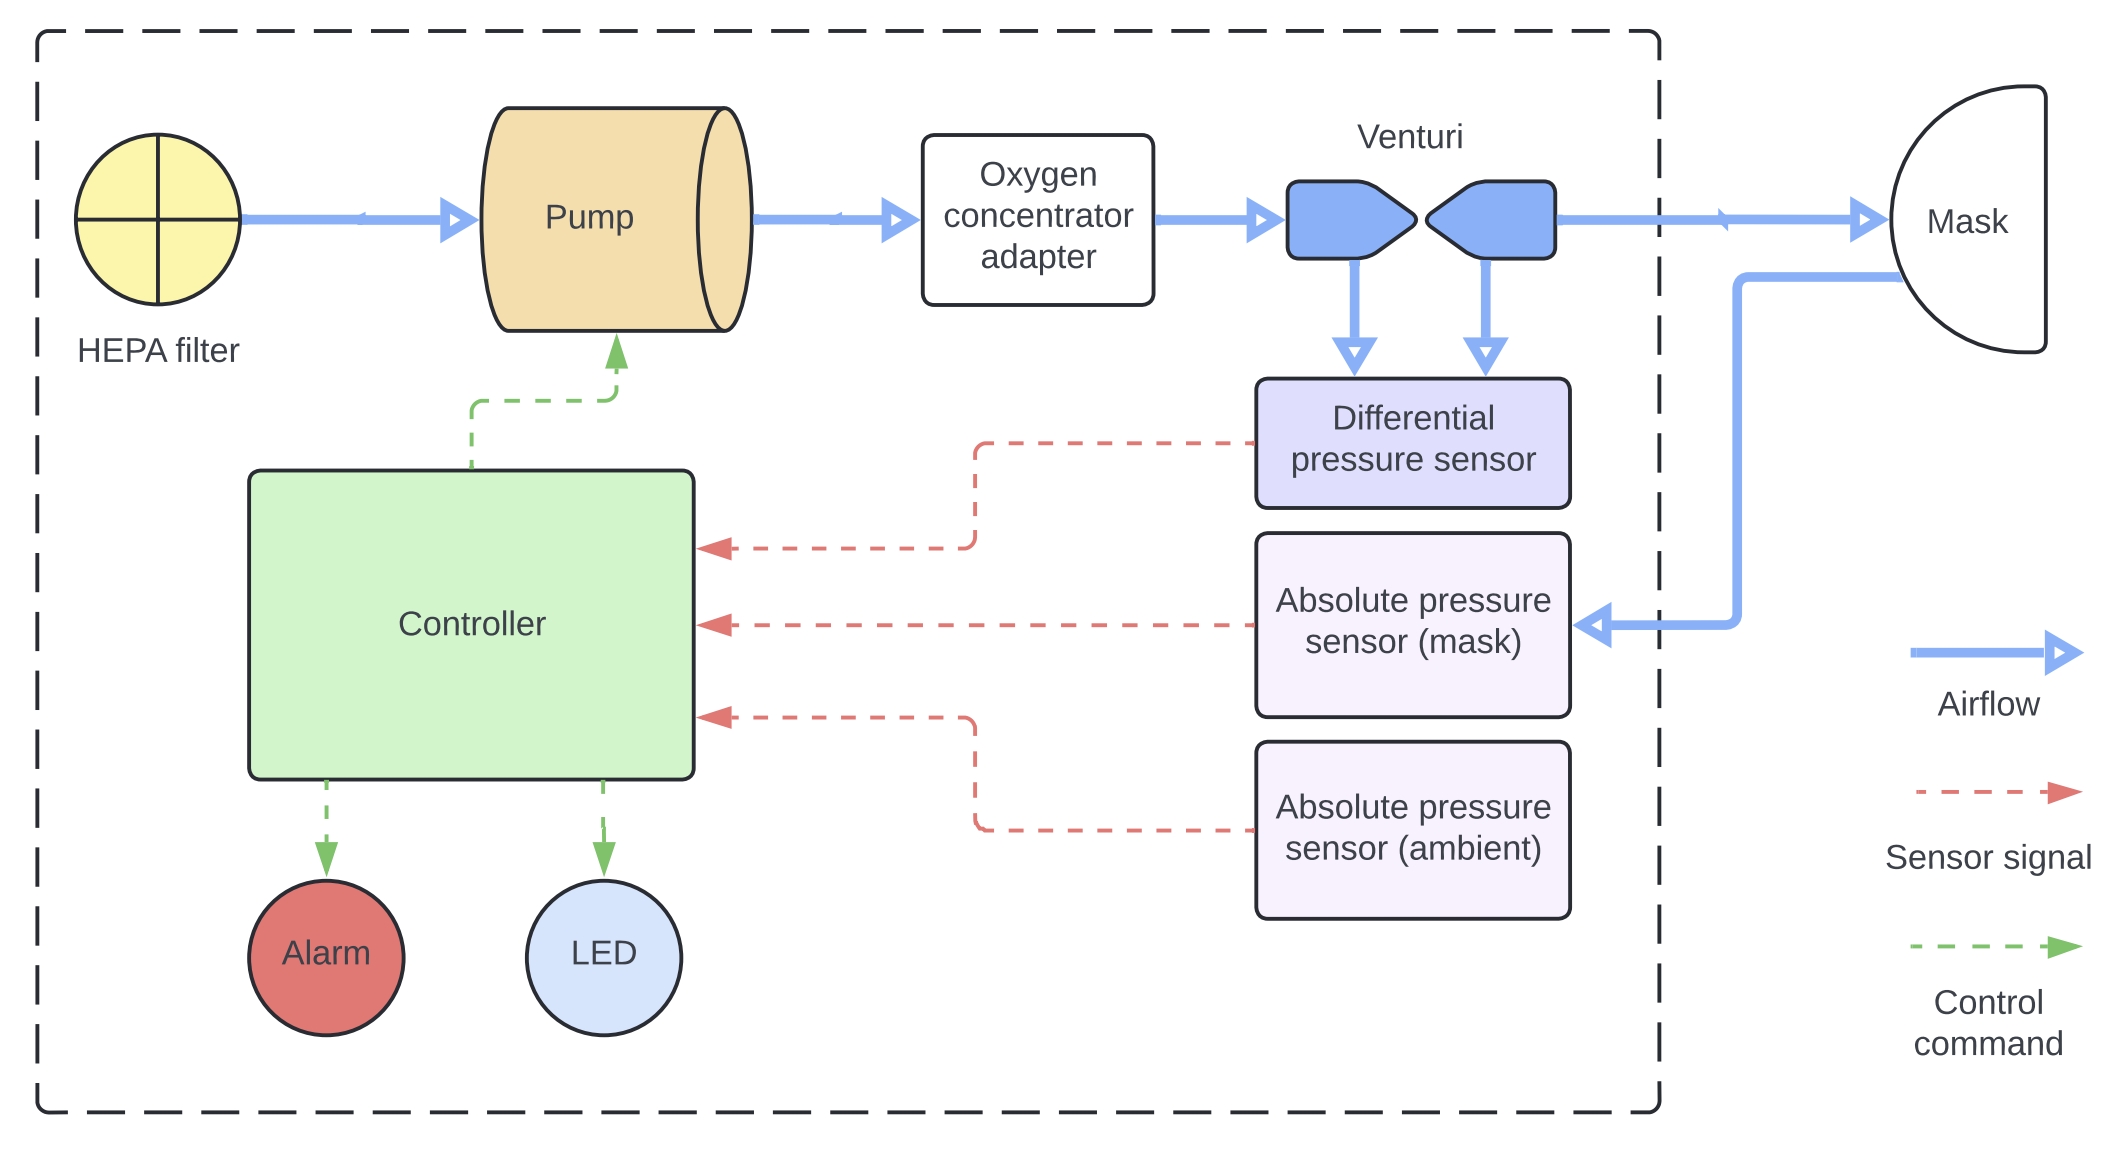 Venturi
Oxygen
concentrator
adapter
Pump
Mask
HEPA filter
Differential
pressure sensor
Controller
Absolute pressure
sensor (mask)
Airflow
Absolute pressure
sensor (ambient)
Sensor signal
Alarm
LED
Control
command